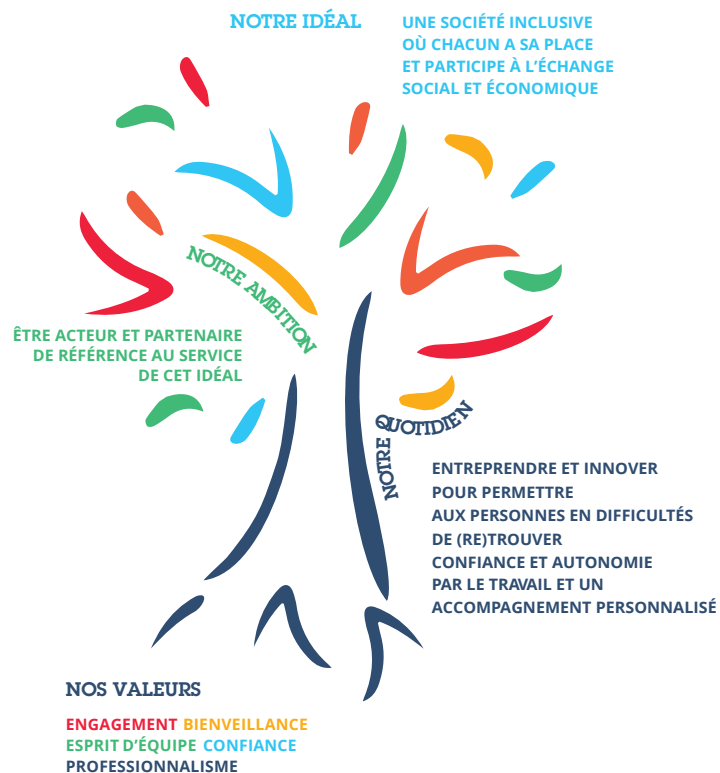 NOTRE IDÉAL
UNE SOCIÉTÉ INCLUSIVE
OÙ CHACUN A SA PLACE
ET PARTICIPE À L'ÉCHANGE
SOCIAL ET ÉCONOMIQUE
NOTRE AMBITION
ÊTRE ACTEUR ET PARTENAIRE
DE RÉFÉRENCE AU SERVICE
DE CET IDÉAL
NOTRE QUOTIDIEN
ENTREPRENDRE ET INNOVER
POUR PERMETTRE
AUX PERSONNES EN DIFFICULTÉS
DE (RE)TROUVER
CONFIANCE ET AUTONOMIE
PAR LE TRAVAIL ET UN
ACCOMPAGNEMENT PERSONNALISÉ
NOS VALEURS
ENGAGEMENT BIENVEILLANCE
ESPRIT D'ÉQUIPE CONFIANCE
PROFESSIONNALISME